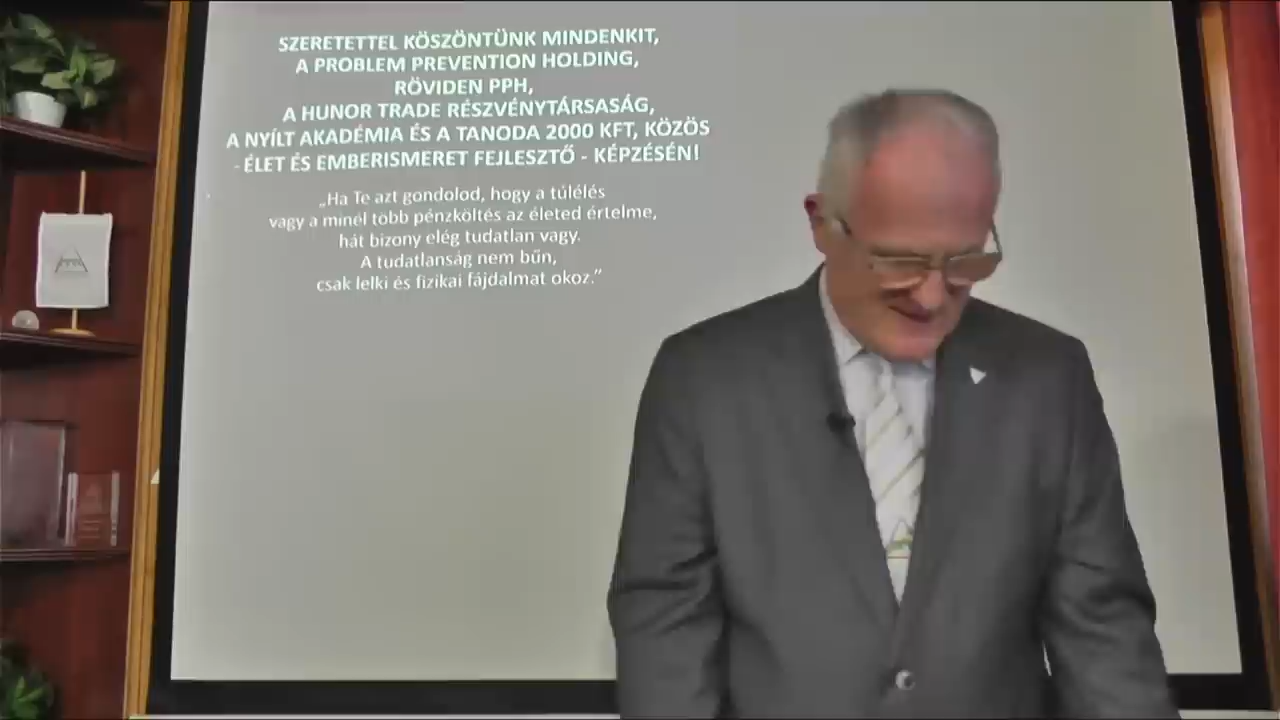 SZERETETTEL KÖSZÖNTÜNK MINDENKIT,
A PROBLEM PREVENTION HOLDING,
RÖVIDEN PPH,
A HUNOR TRADE RÉSZVÉNYTÁRSASÁG,
A NYÍLT AKADÉMIA ÉS A TANODA 2000 KFT, KÖZÖS
- ÉLET ÉS EMBERISMERET FEJLESZTŐ - KÉPZÉSÉN!
„Ha Te azt gondolod, hogy a túlélés
vagy a minél több pénzköltés az életed értelme,
hát bizony elég tudatlan vagy.
A tudatlanság nem bűn,
csak lelki és fizikai fájdalmat okoz.”